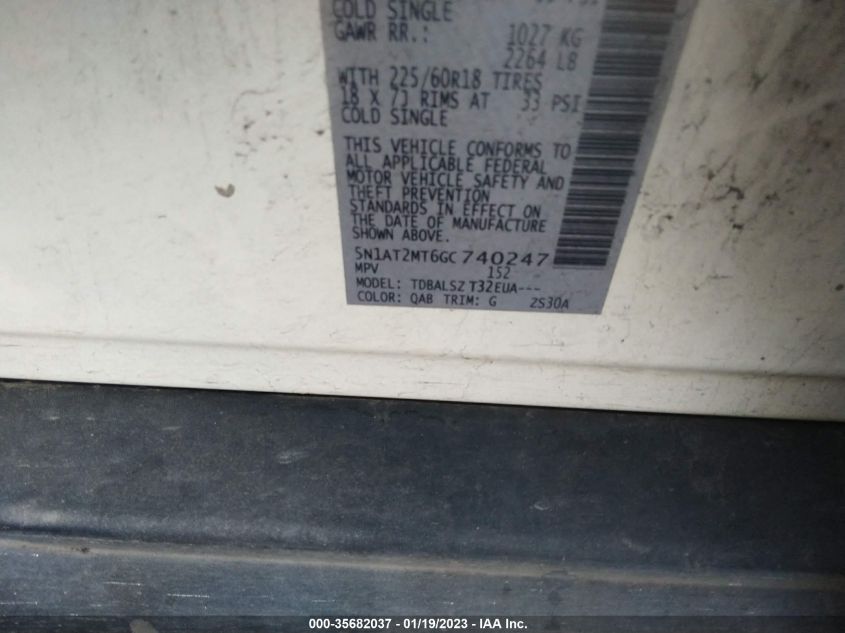 COLD SINGLE
GAWR RR.: 1027 KG
2264 LB
WITH 225/60R18 TIRES
18 X 7J RIMS AT 33 PSI
COLD SINGLE
THIS VEHICLE CONFORMS TO
ALL APPLICABLE FEDERAL
MOTOR VEHICLE SAFETY AND
THEFT PREVENTION
STANDARDS IN EFFECT ON
THE DATE OF MANUFACTURE
SHOWN ABOVE.
5N1AT2MT6GC740247
MPV 152
MODEL: TDBALSZ T32EUA---
COLOR: QAB TRIM: G 2S30A
000-35682037 - 01/19/2023 - IAA Inc.